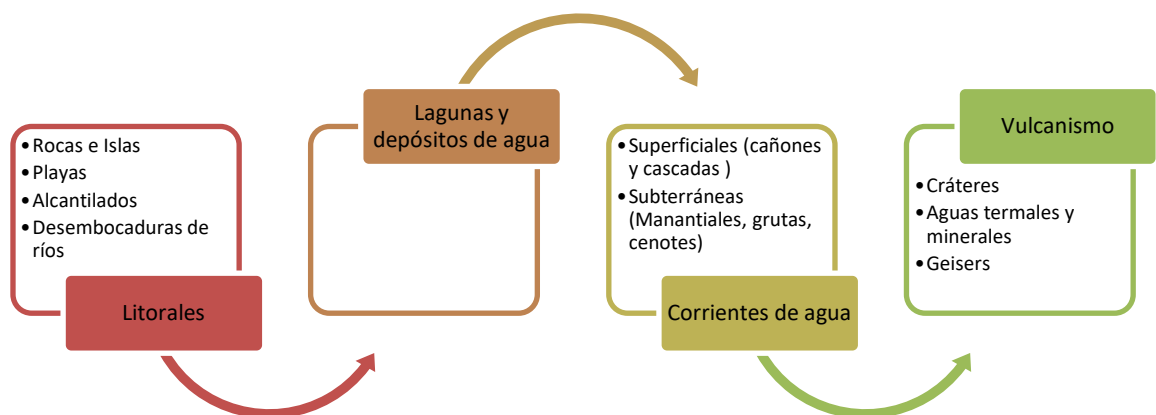 • Rocas e Islas
• Playas
• Alcantilados
• Desembocaduras de
ríos
Litorales
Lagunas y
depósitos de agua
• Superficiales (cañones
y cascadas )
• Subterráneas
(Manantiales, grutas,
cenotes)
Corrientes de agua
Vulcanismo
• Cráteres
• Aguas termales y
minerales
• Geisers